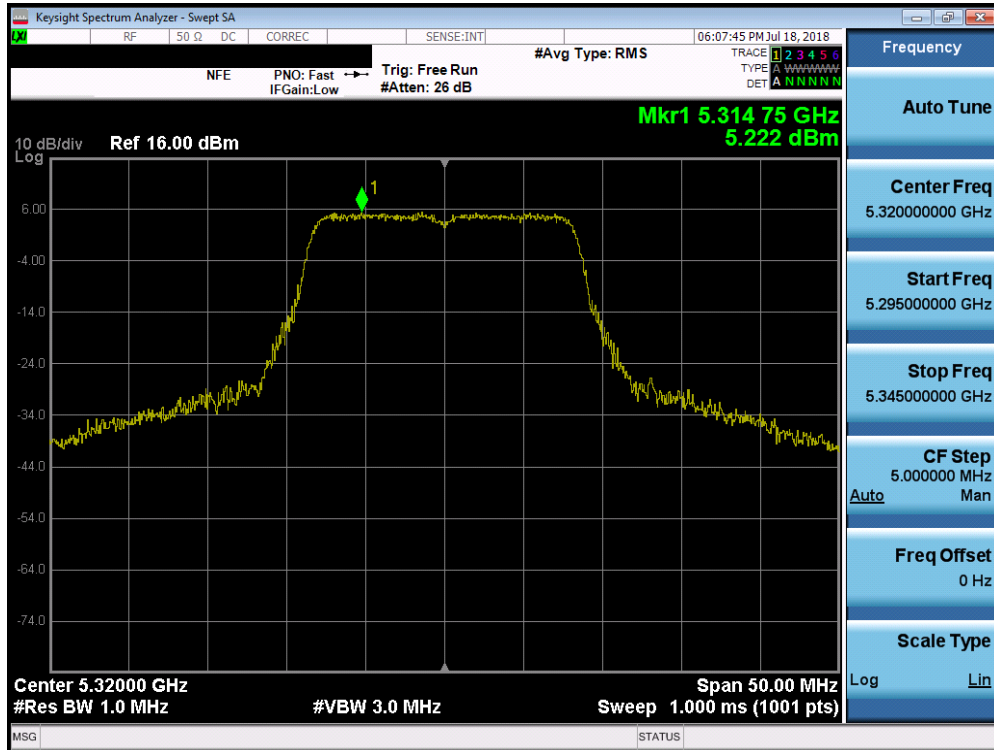 Keysight Spectrum Analyzer - Swept SA
LXI RF 50 Ω DC CORREC SENSE:INT 06:07:45 PM Jul 18, 2018
Frequency
#Avg Type: RMS
TRACE 1 2 3 4 5 6
TYPE A WWWWW
DET A N N N N N
NFE PNO: Fast Trig: Free Run
IFGain:Low #Atten: 26 dB
Auto Tune
Mkr1 5.314 75 GHz
5.222 dBm
10 dB/div Ref 16.00 dBm
Log
1
6.00
-4.00
-14.0
-24.0
-34.0
-44.0
-54.0
-64.0
-74.0
Center Freq
5.320000000 GHz
Start Freq
5.295000000 GHz
Stop Freq
5.345000000 GHz
CF Step
5.000000 MHz
Auto Man
Freq Offset
0 Hz
Scale Type
Log Lin
Center 5.32000 GHz Span 50.00 MHz
#Res BW 1.0 MHz #VBW 3.0 MHz Sweep 1.000 ms (1001 pts)
MSG STATUS